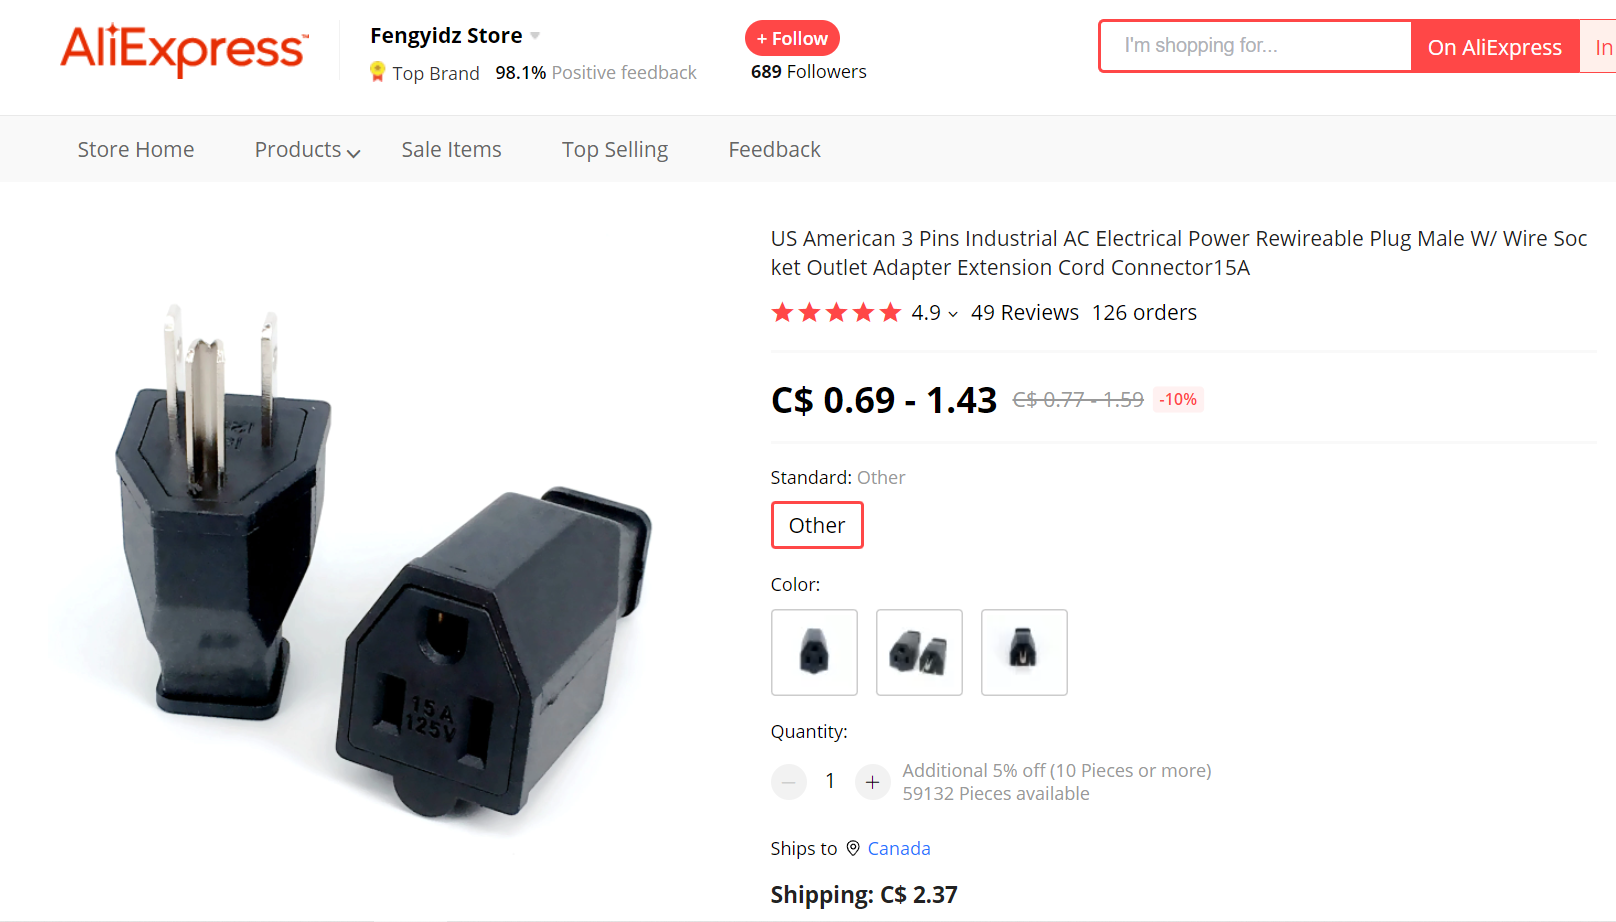 AliExpress™
Fengyidz Store
+ Follow
Top Brand 98.1% Positive feedback
689 Followers
I'm shopping for...
On AliExpress
In
Store Home Products Sale Items Top Selling Feedback
US American 3 Pins Industrial AC Electrical Power Rewireable Plug Male W/ Wire Soc
ket Outlet Adapter Extension Cord Connector15A
4.9 49 Reviews 126 orders
C$ 0.69 - 1.43 C$ 0.77 - 1.59 -10%
Standard: Other
Other
Color:
15A
125V
Quantity:
− 1 + Additional 5% off (10 Pieces or more)
59132 Pieces available
Ships to Canada
Shipping: C$ 2.37